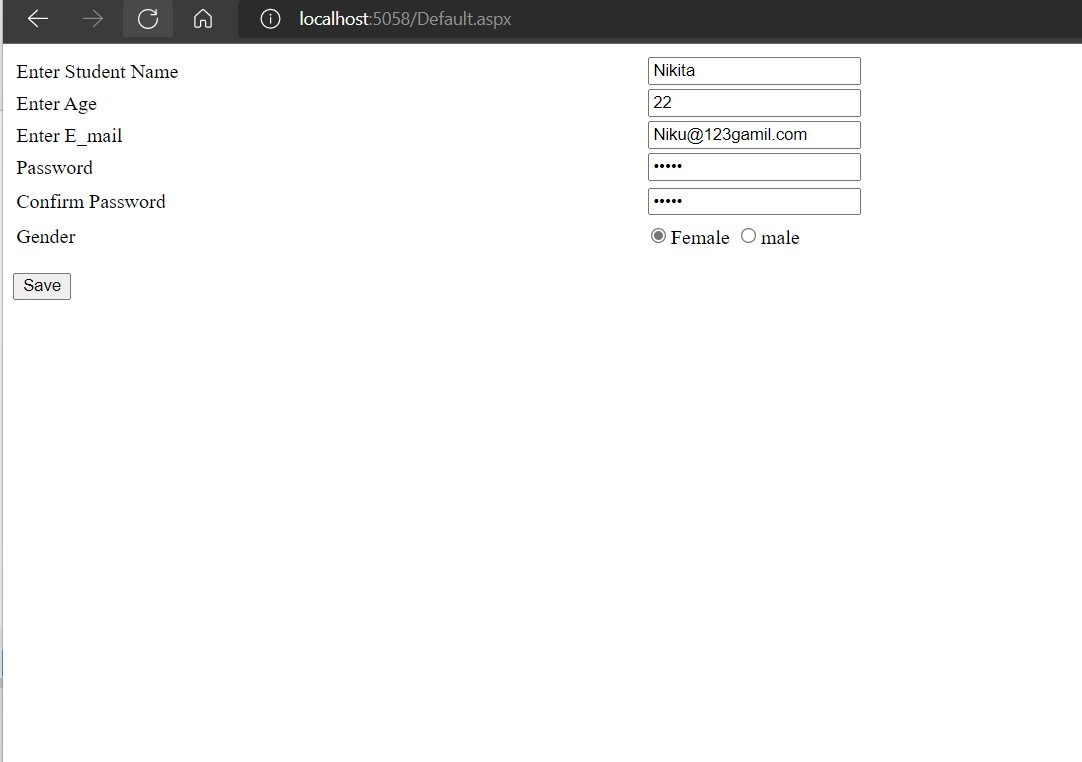 localhost:5058/Default.aspx
Enter Student Name Nikita
Enter Age 22
Enter E_mail Niku@123gamil.com
Password •••••
Confirm Password •••••
Gender Female male
Save